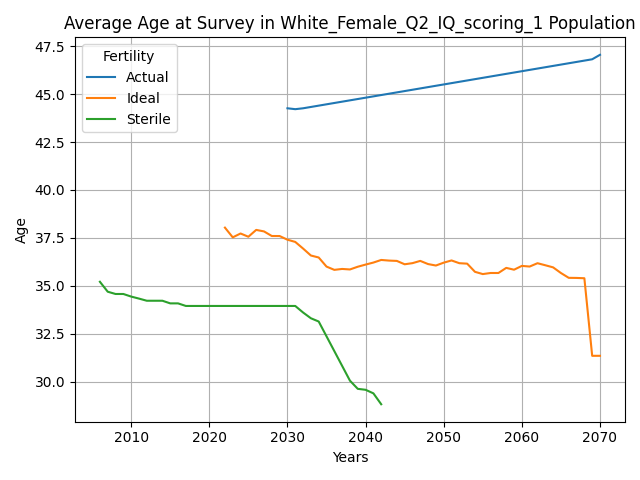 Average Age at Survey in White_Female_Q2_IQ_scoring_1 Population
47.5
45.0
42.5
40.0
37.5
35.0
32.5
30.0
Age
Fertility
Actual
Ideal
Sterile
2010 2020 2030 2040 2050 2060 2070
Years